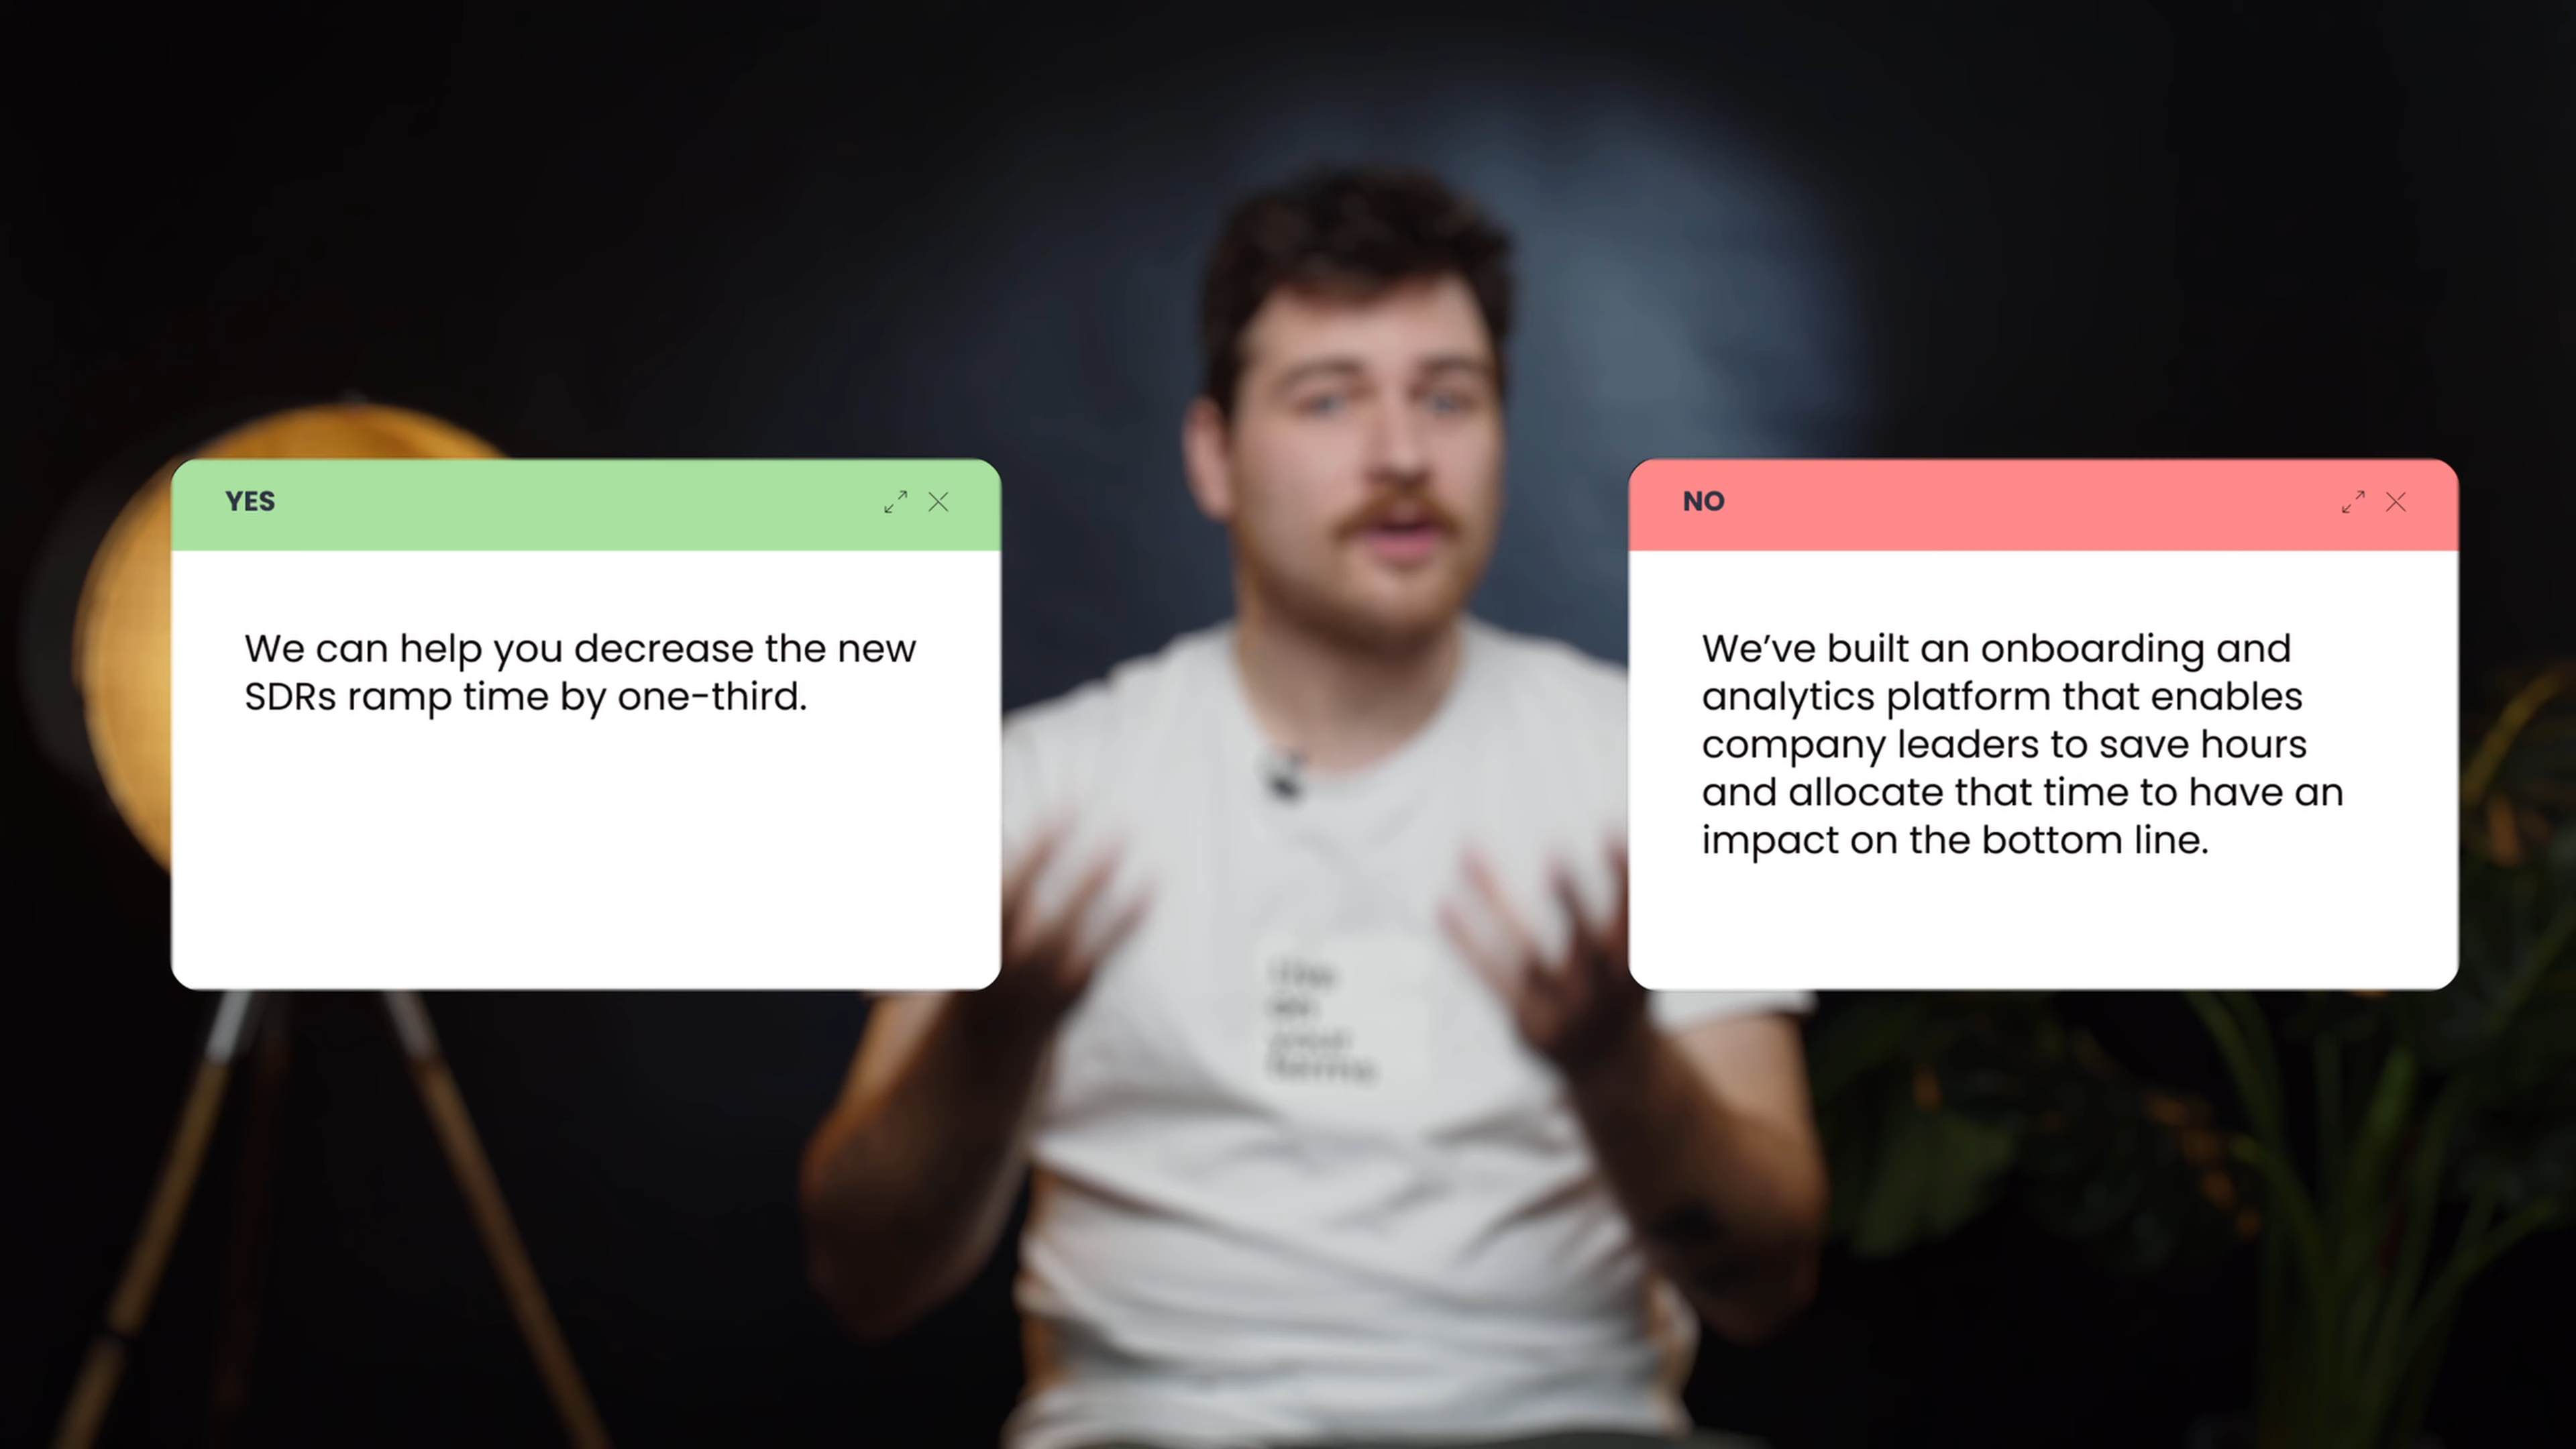 YES
We can help you decrease the new
SDRs ramp time by one-third.
NO
We’ve built an onboarding and
analytics platform that enables
company leaders to save hours
and allocate that time to have an
impact on the bottom line.